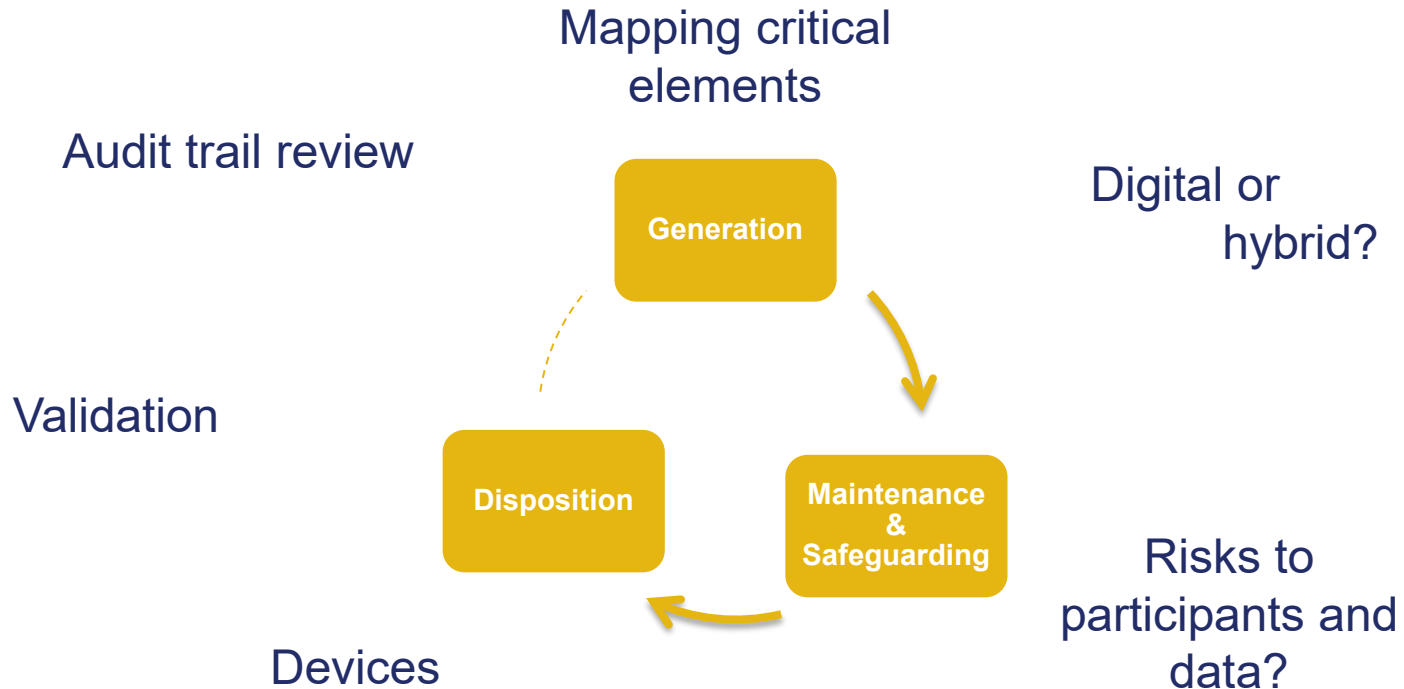 Mapping critical
elements
Audit trail review
Generation
Digital or
hybrid?
Validation
Disposition
Maintenance
&
Safeguarding
Risks to
participants and
data?
Devices